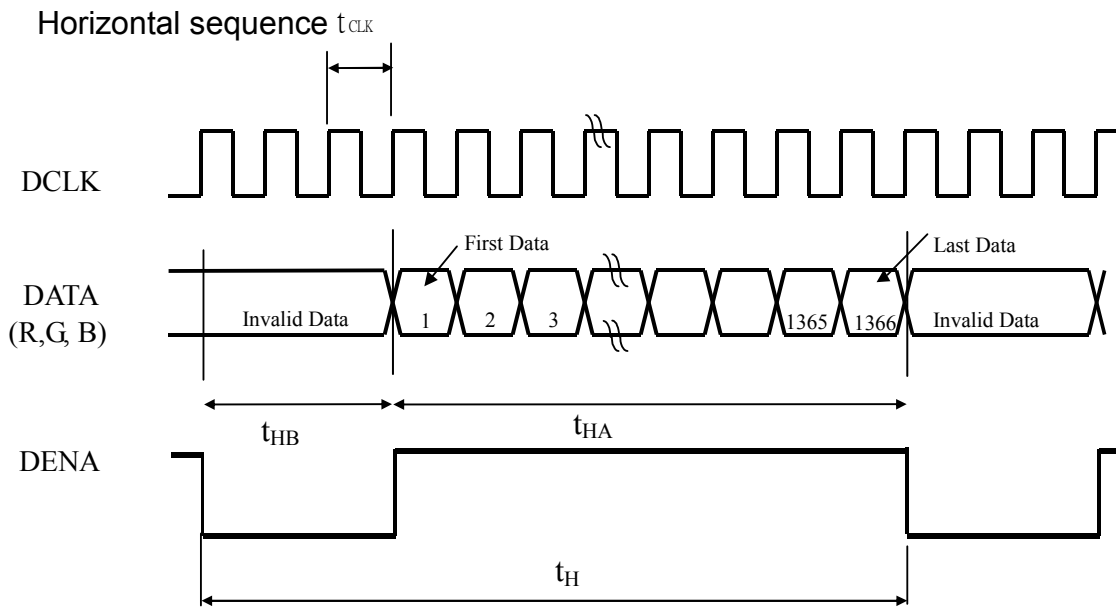 Horizontal sequence tCLK
DCLK
First Data
Last Data
DATA
(R,G, B)
Invalid Data
1
2
3
1365
1366
Invalid Data
tHB
tHA
DENA
tH